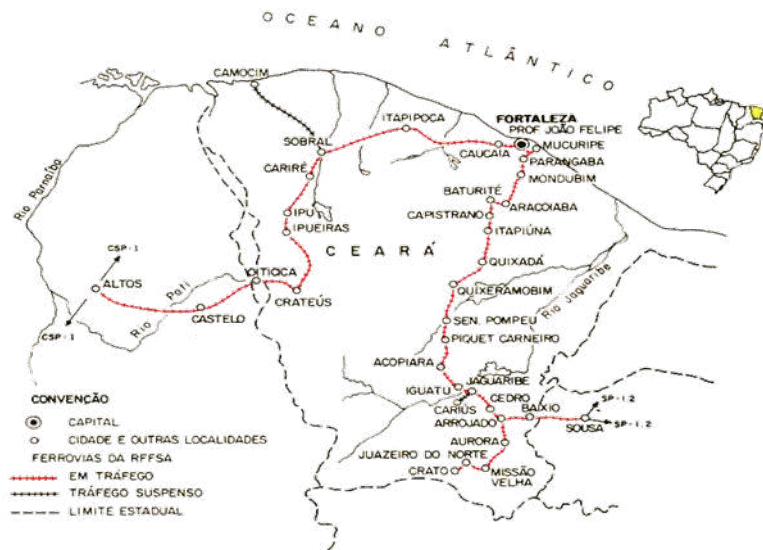 OCEANO ATLÂNTICO
CAMOCIM
ITAPIPOCA
FORTALEZA
PROF JOÃO FELIPE
SOBRAL
MUCURIPE
CAUCAIA
PARANGABA
CARIRÉ
MONDUBIM
BATURITÉ
ARACOIABA
IPU
CAPISTRANO
IPUEIRAS
ITAPIÚNA
CEARÁ
Rio Parnaíba
CSP-1
QUIXADÁ
ALTOS
Rio Poti
CRATEÚS
QUIXERAMOBIM
Rio Jaguaribe
CASTELO
SEN. POMPEU
CSP-1
PIQUET CARNEIRO
ACOPIARA
IGUATU
JAGUARIBE
CEDRO
CARIÚS
BAIXIO
SP-1.2
ARROJADO
SOUSA
SP-1.2
AURORA
JUAZEIRO DO NORTE
CRATO
MISSÃO
VELHA
CONVENÇÃO
CAPITAL
CIDADE E OUTRAS LOCALIDADES
FERROVIAS DA RFFSA
EM TRÁFEGO
TRÁFEGO SUSPENSO
LIMITE ESTADUAL